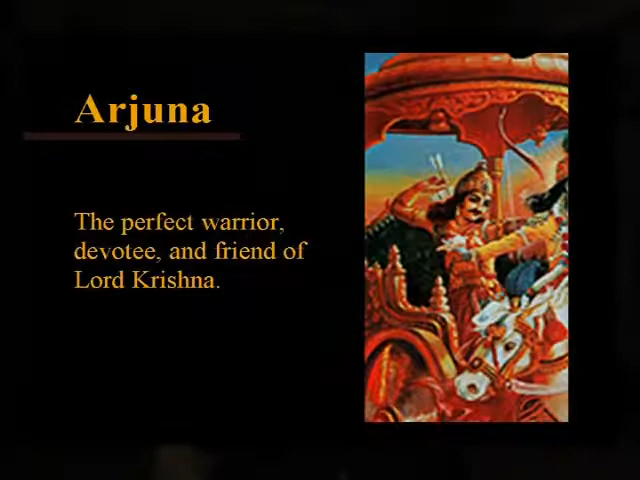 Arjuna
The perfect warrior,
devotee, and friend of
Lord Krishna.